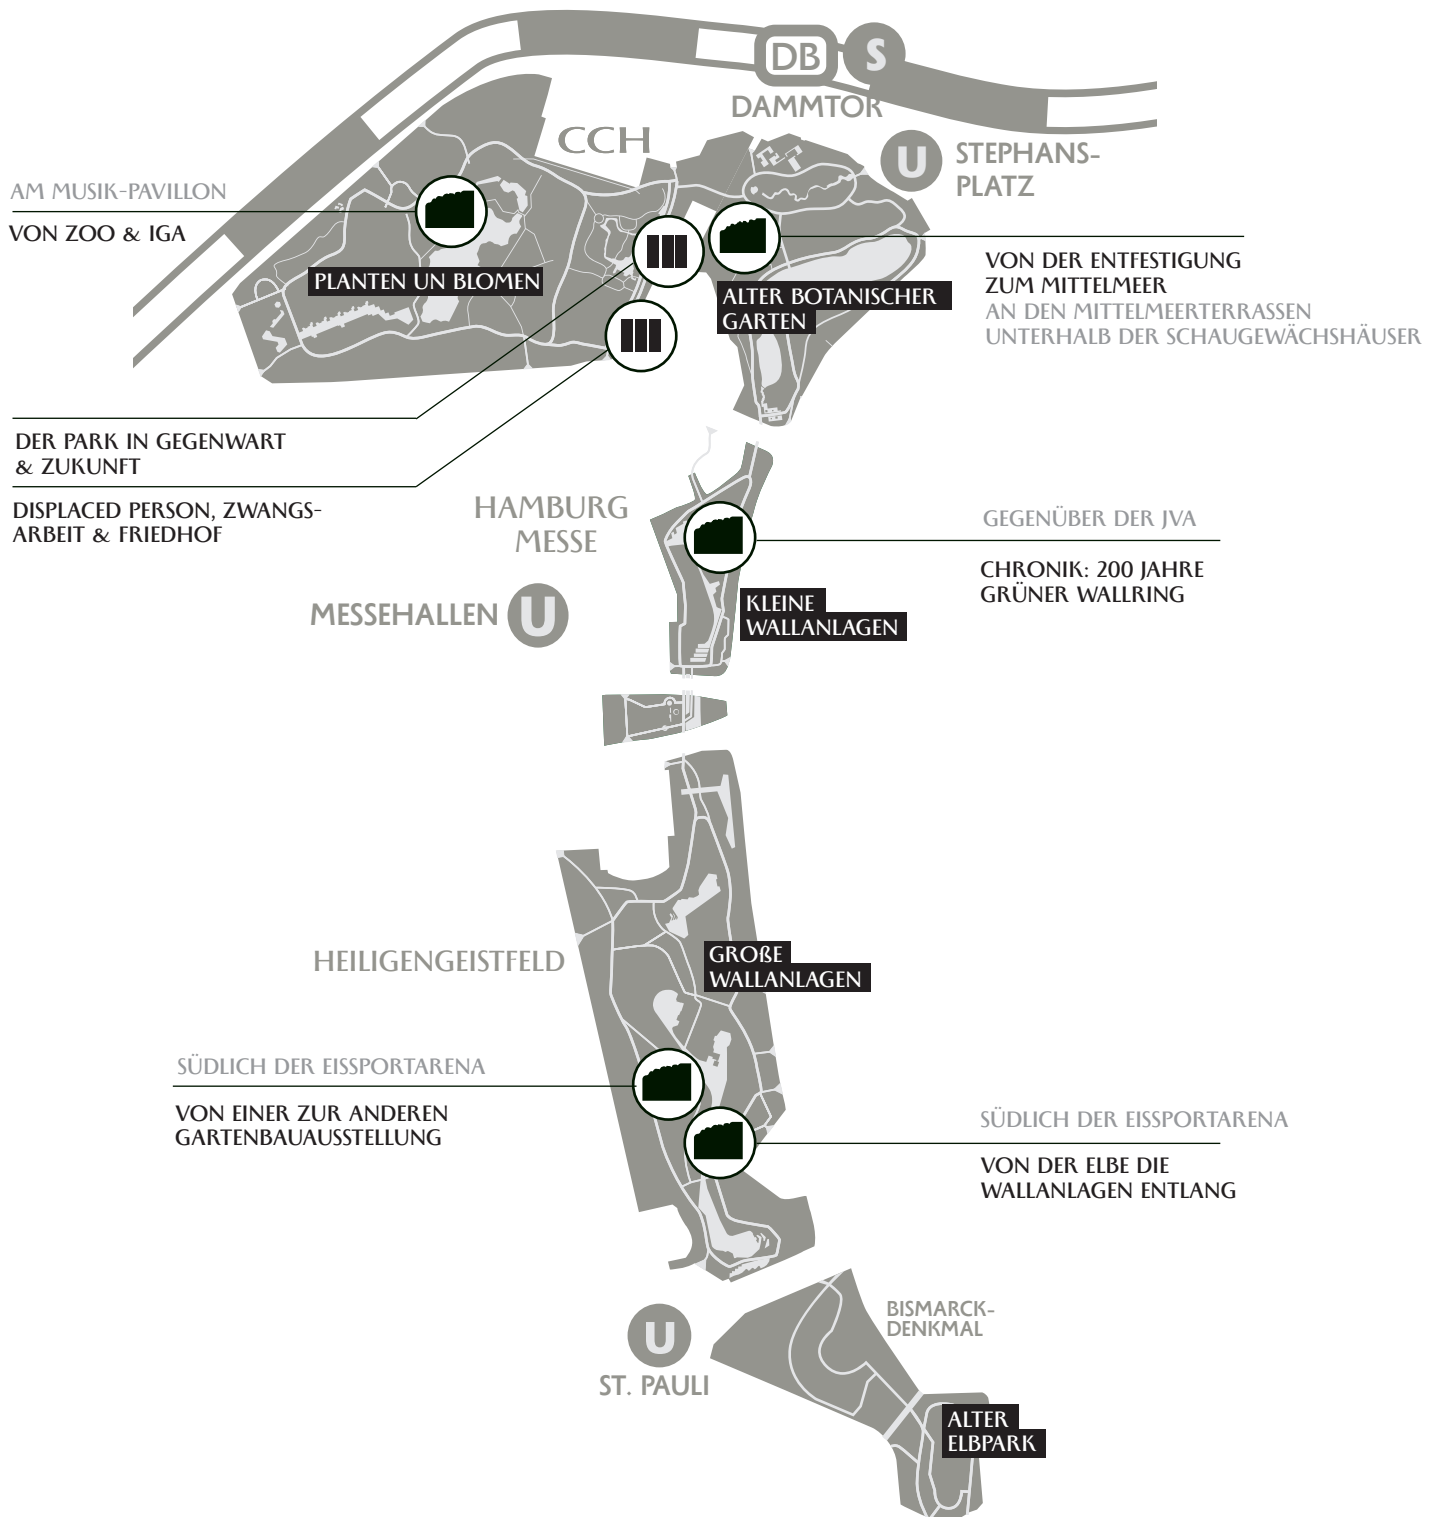 DB
S
DAMMTOR
CCH
U
STEPHANS-
PLATZ
AM MUSIK-PAVILLON
VON ZOO & IGA
PLANTEN UN BLOMEN
ALTER BOTANISCHER
GARTEN
VON DER ENTFESTIGUNG
ZUM MITTELMEER
AN DEN MITTELMEERTERRASSEN
UNTERHALB DER SCHAUGEWÄCHSHÄUSER
DER PARK IN GEGENWART
& ZUKUNFT
DISPLACED PERSON, ZWANGS-
ARBEIT & FRIEDHOF
HAMBURG
MESSE
GEGENÜBER DER JVA
CHRONIK: 200 JAHRE
GRÜNER WALLRING
MESSEHALLEN
U
KLEINE
WALLANLAGEN
HEILIGENGEISTFELD
GROßE
WALLANLAGEN
SÜDLICH DER EISSPORTARENA
VON EINER ZUR ANDEREN
GARTENBAUAUSSTELLUNG
SÜDLICH DER EISSPORTARENA
VON DER ELBE DIE
WALLANLAGEN ENTLANG
U
ST. PAULI
BISMARCK-
DENKMAL
ALTER
ELBPARK